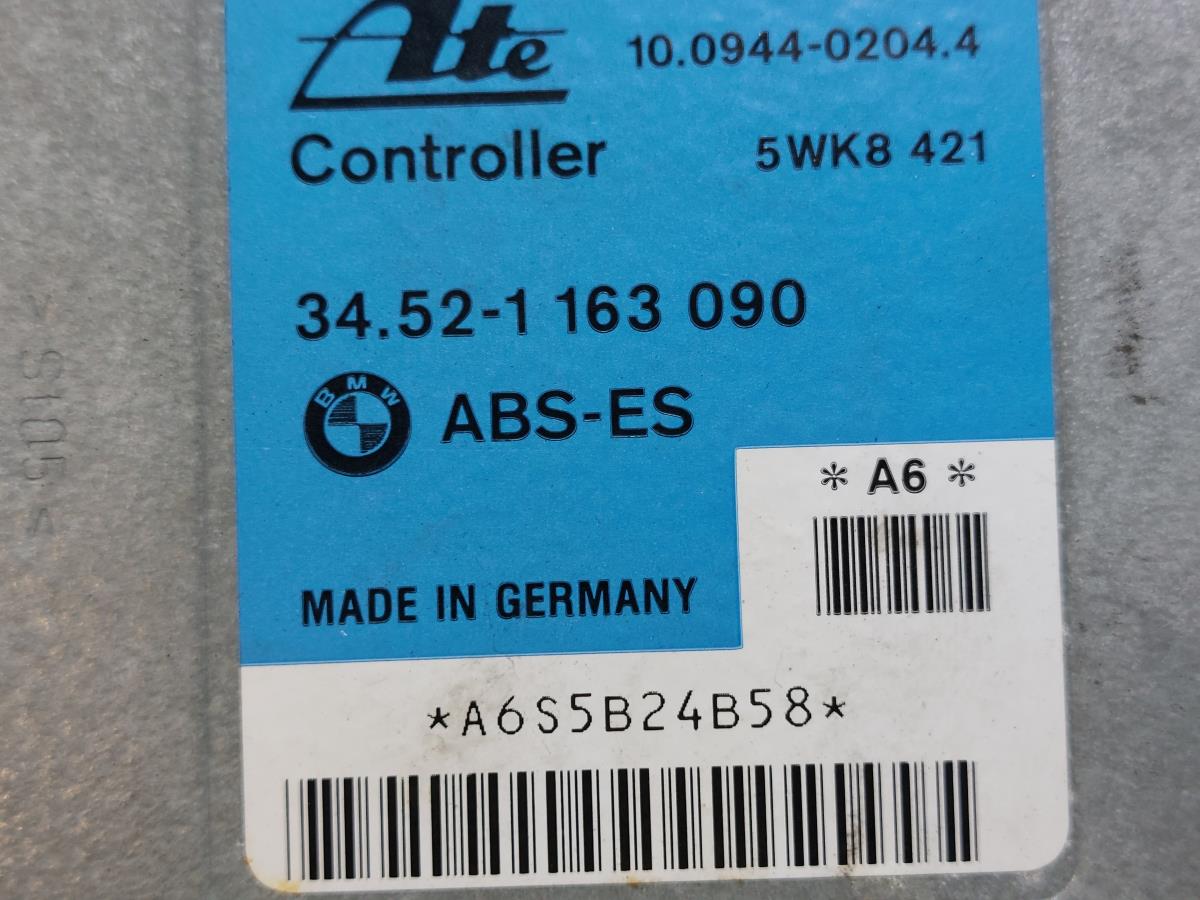 Ate 10.0944-0204.4
Controller 5WK8 421
34.52-1 163 090
BMW ABS-ES
* A6 *
MADE IN GERMANY
*A6S5B24B58*